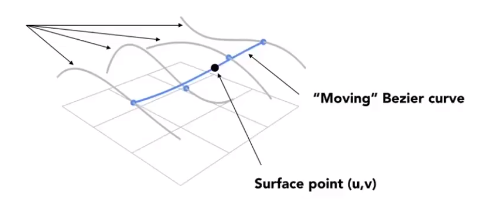 “Moving” Bezier curve
Surface point (u,v)